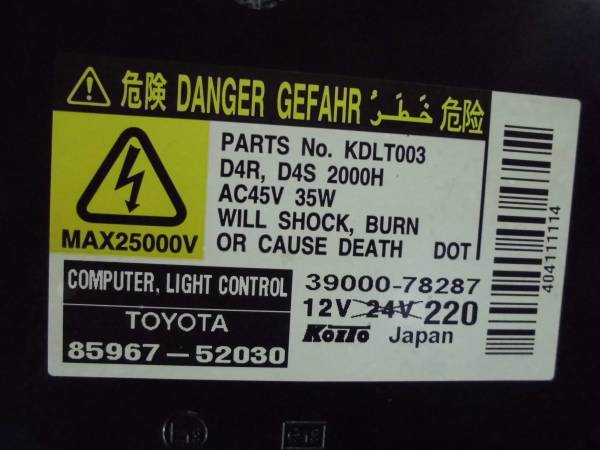 危険 DANGER GEFAHR خَطَرٌ 危险
PARTS No. KDLT003
D4R, D4S 2000H
AC45V 35W
WILL SHOCK, BURN
OR CAUSE DEATH DOT
MAX25000V
COMPUTER, LIGHT CONTROL
TOYOTA
85967-52030
39000-78287
12V 24V 220
KOITO Japan
404111114